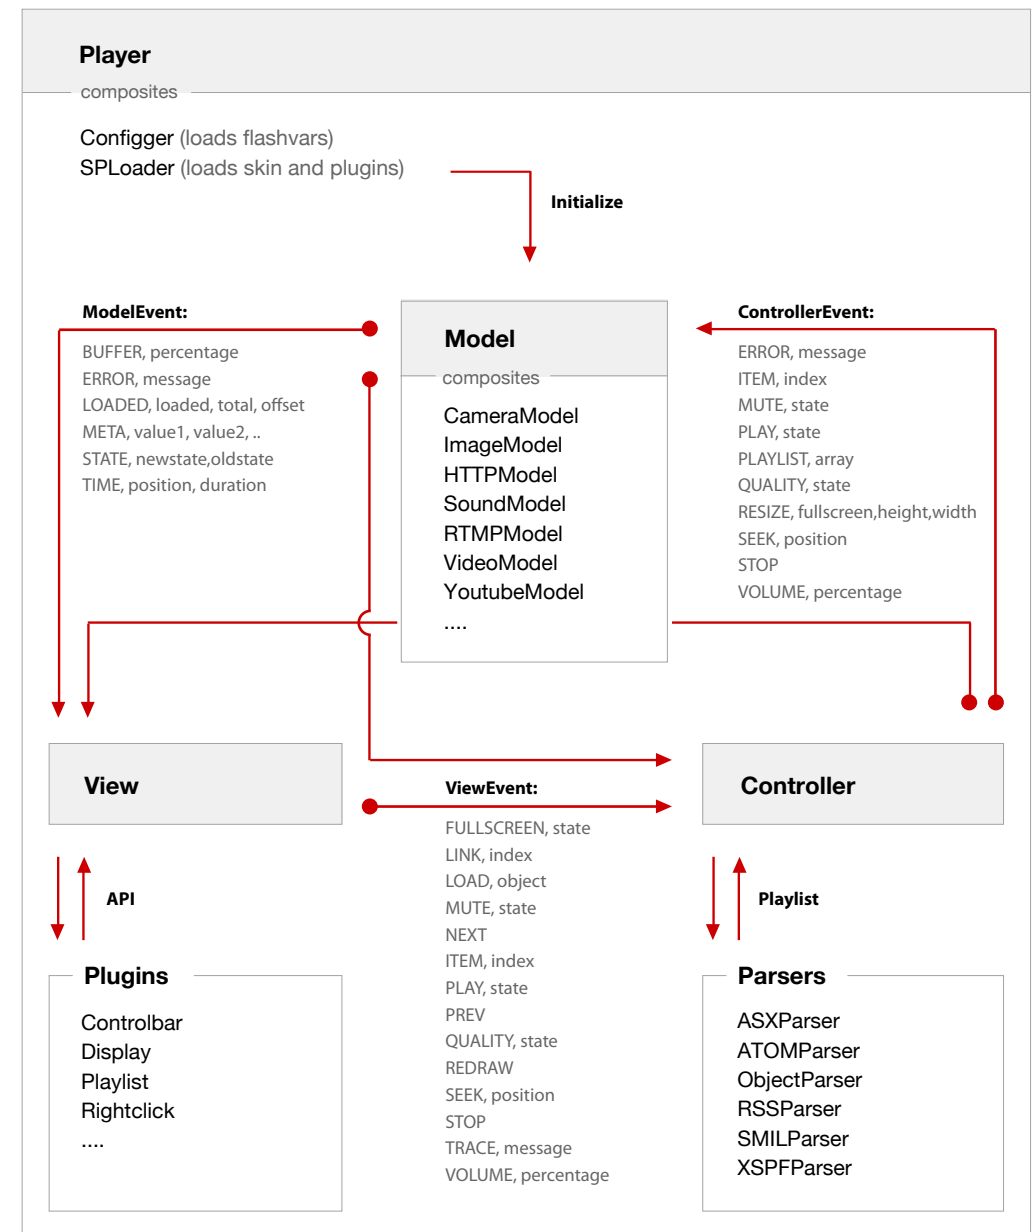 Player
composites
Configger (loads flashvars)
SPLoader (loads skin and plugins)
Initialize
ModelEvent:
BUFFER, percentage
ERROR, message
LOADED, loaded, total, offset
META, value1, value2, ..
STATE, newstate,oldstate
TIME, position, duration
Model
composites
CameraModel
ImageModel
HTTPModel
SoundModel
RTMPModel
VideoModel
YoutubeModel
....
ControllerEvent:
ERROR, message
ITEM, index
MUTE, state
PLAY, state
PLAYLIST, array
QUALITY, state
RESIZE, fullscreen,height,width
SEEK, position
STOP
VOLUME, percentage
View
ViewEvent:
FULLSCREEN, state
LINK, index
LOAD, object
MUTE, state
NEXT
ITEM, index
PLAY, state
PREV
QUALITY, state
REDRAW
SEEK, position
STOP
TRACE, message
VOLUME, percentage
Controller
API
Plugins
Controlbar
Display
Playlist
Rightclick
....
Playlist
Parsers
ASXParser
ATOMParser
ObjectParser
RSSParser
SMILParser
XSPFParser